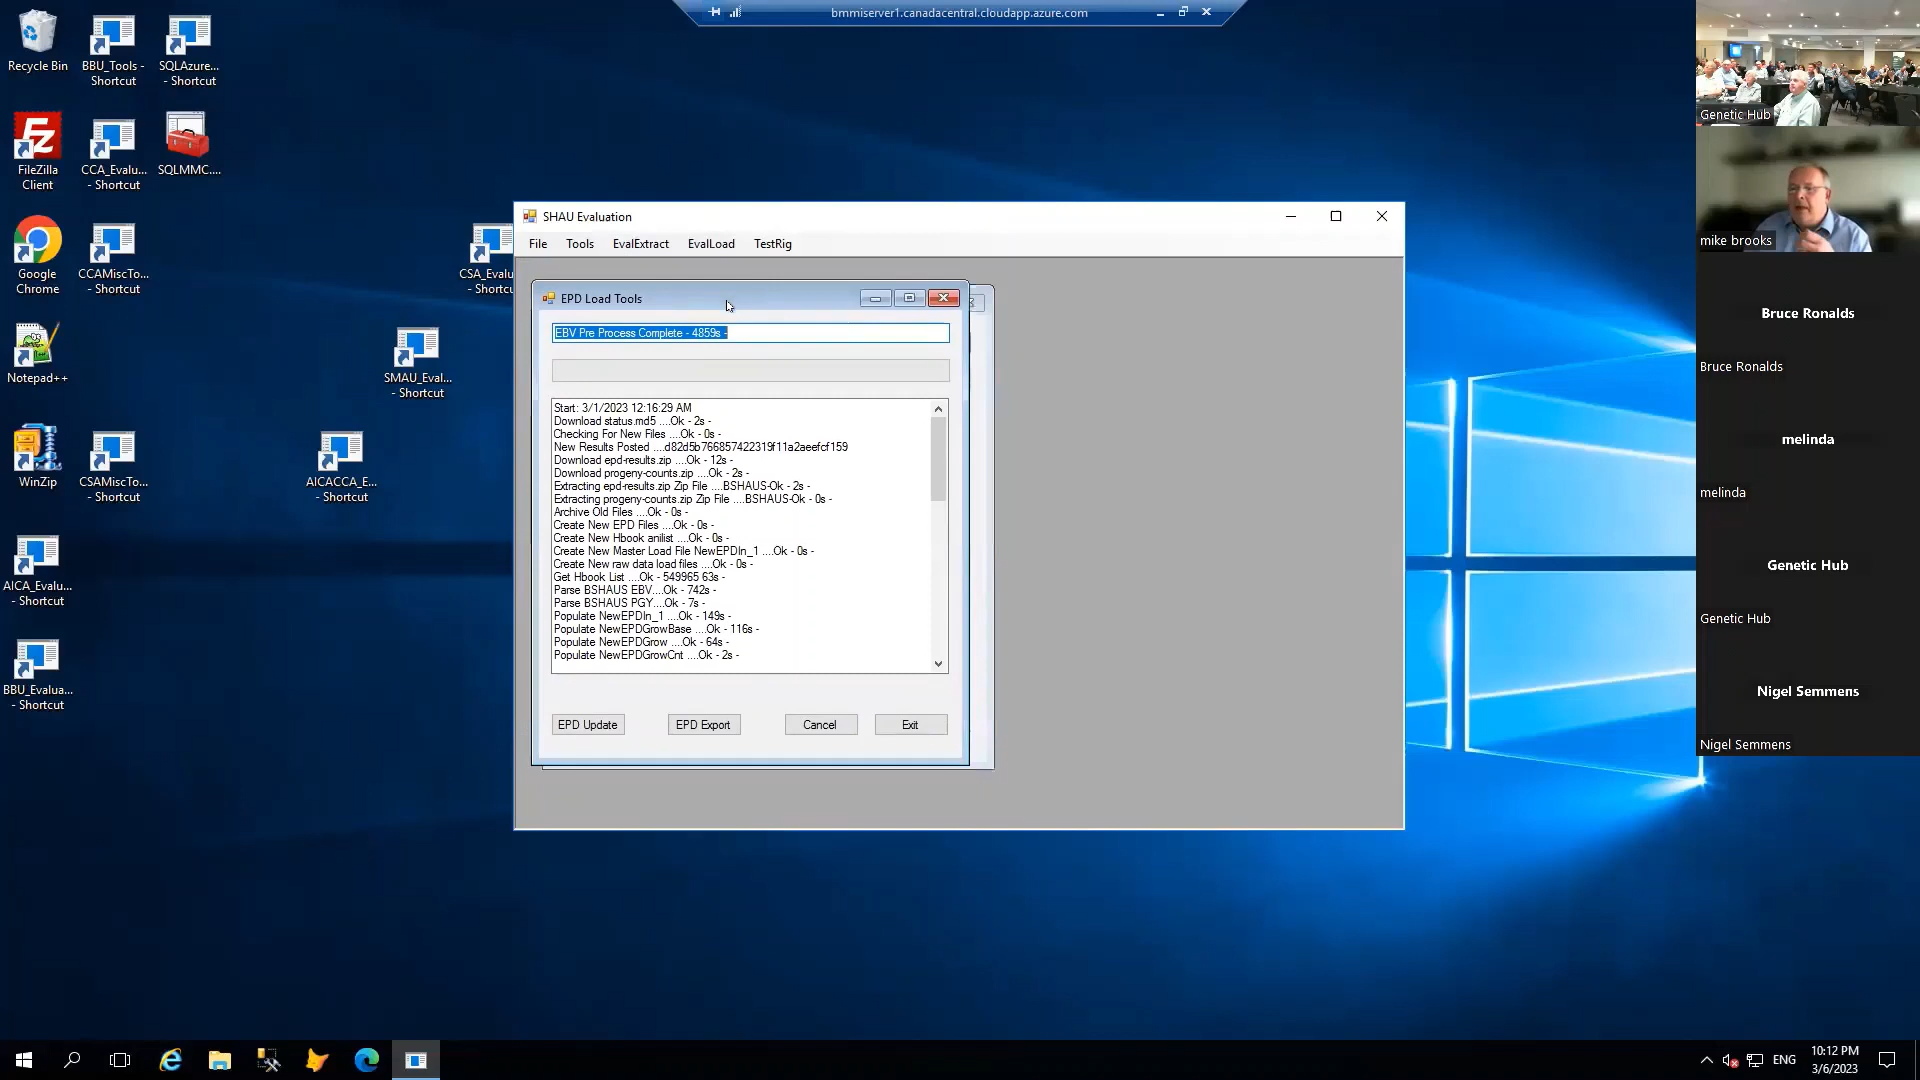 bmmiserver1.canadacentral.cloudapp.azure.com
Recycle Bin
BBU_Tools -
Shortcut
SQLAzure...
- Shortcut
FileZilla
Client
CCA_Evalu...
- Shortcut
SQLMMC....
Google
Chrome
CCAMiscTo...
- Shortcut
CSA_Evalu
- Shortcu
Notepad++
SMAU_Eval...
- Shortcut
WinZip
CSAMiscTo...
- Shortcut
AICACCA_E...
- Shortcut
AICA_Evalu...
- Shortcut
BBU_Evalua...
- Shortcut
SHAU Evaluation
File Tools EvalExtract EvalLoad TestRig
EPD Load Tools
EBV Pre Process Complete - 4859s -
Start: 3/1/2023 12:16:29 AM
Download status.md5 ....Ok - 2s -
Checking For New Files ....Ok - 0s -
New Results Posted ....d82d5b766857422319f11a2aeefcf159
Download epd-results.zip ....Ok - 12s -
Download progeny-counts.zip ....Ok - 2s -
Extracting epd-results.zip Zip File ....BSHAUS-Ok - 2s -
Extracting progeny-counts.zip Zip File ....BSHAUS-Ok - 0s -
Archive Old Files ....Ok - 0s -
Create New EPD Files ....Ok - 0s -
Create New Hbook anilist ....Ok - 0s -
Create New Master Load File NewEPDIn_1 ....Ok - 0s -
Create New raw data load files ....Ok - 0s -
Get Hbook List ....Ok - 549965 63s -
Parse BSHAUS EBV....Ok - 742s -
Parse BSHAUS PGY....Ok - 7s -
Populate NewEPDIn_1 ....Ok - 149s -
Populate NewEPDGrowBase ....Ok - 116s -
Populate NewEPDGrow ....Ok - 64s -
Populate NewEPDGrowCnt ....Ok - 2s -
EPD Update EPD Export Cancel Exit
Genetic Hub
mike brooks
Bruce Ronalds
Bruce Ronalds
melinda
melinda
Genetic Hub
Genetic Hub
Nigel Semmens
Nigel Semmens
ENG
10:12 PM
3/6/2023